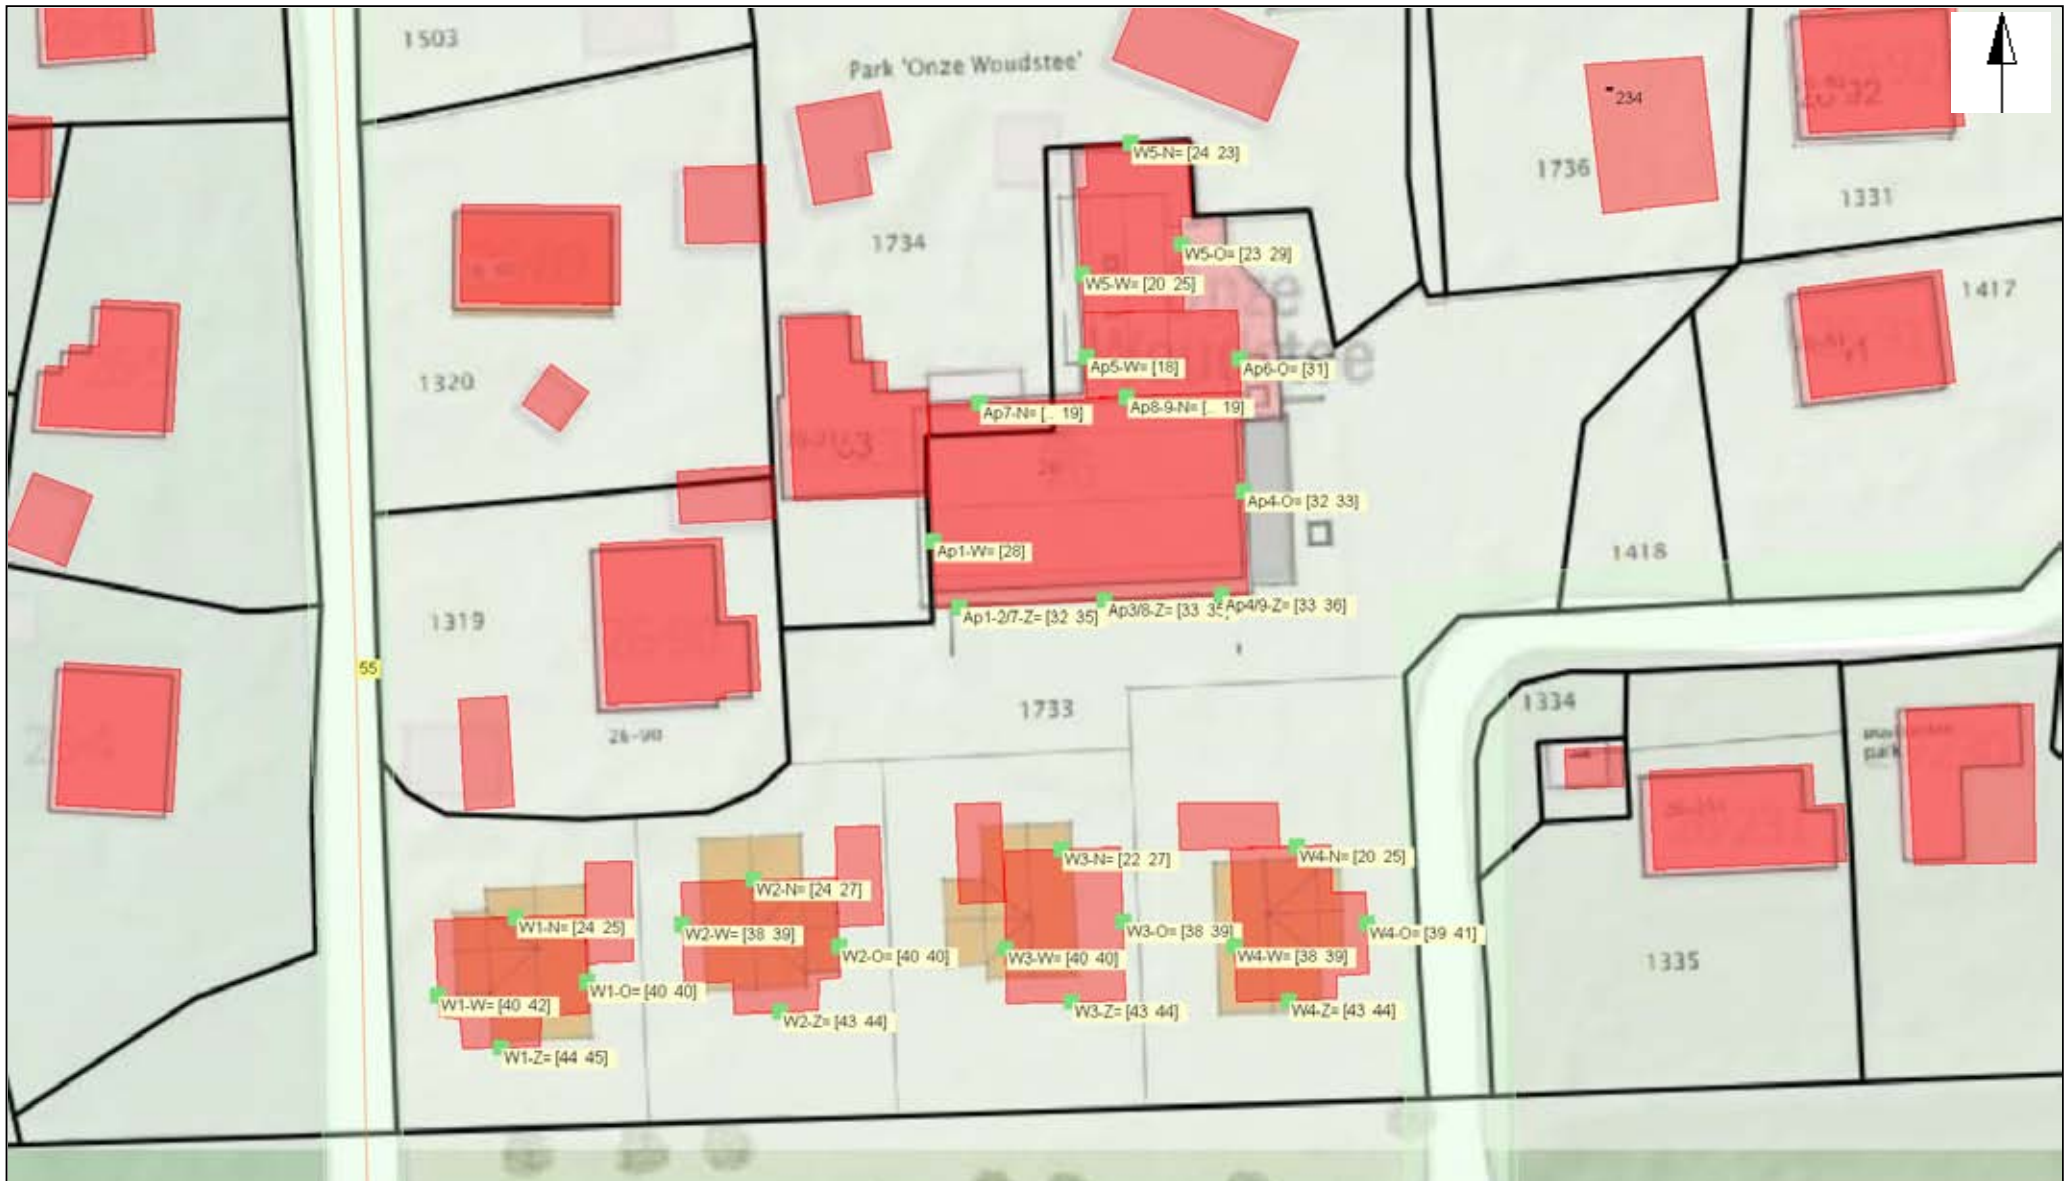 1503
Park 'Onze Woudstee'
234
1736
1331
W5-N= [24 23]
1734
W5-O= [23 29]
W5-W= [20 25]
1417
1320
Ap5-W= [18]
Ap6-O= [31]
Woudstee
Ap7-N= [.. 19]
Ap8-9-N= [.. 19]
Ap4-O= [32 33]
Ap1-W= [28]
1418
Ap1-2/7-Z= [32 35]
Ap3/8-Z= [33 35
Ap4/9-Z= [33 36]
1319
55
1733
1334
26-90
W1-N= [24 25]
W2-N= [24 27]
W3-N= [22 27]
W4-N= [20 25]
W2-W= [38 39]
W3-O= [38 39]
W4-O= [39 41]
W2-O= [40 40]
W3-W= [40 40]
W4-W= [38 39]
1335
W1-O= [40 40]
W1-W= [40 42]
W2-Z= [43 44]
W3-Z= [43 44]
W4-Z= [43 44]
W1-Z= [44 45]